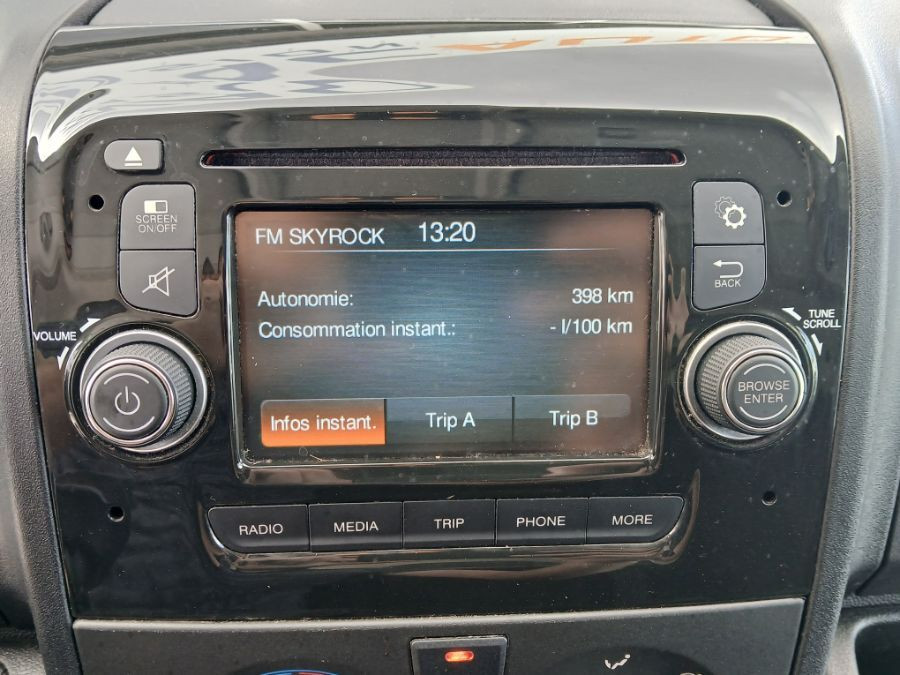 SCREEN
ON/OFF
FM SKYROCK 13:20
BACK
VOLUME
TUNE
SCROLL
Autonomie: 398 km
Consommation instant.: - l/100 km
BROWSE
ENTER
Infos instant. Trip A Trip B
RADIO MEDIA TRIP PHONE MORE